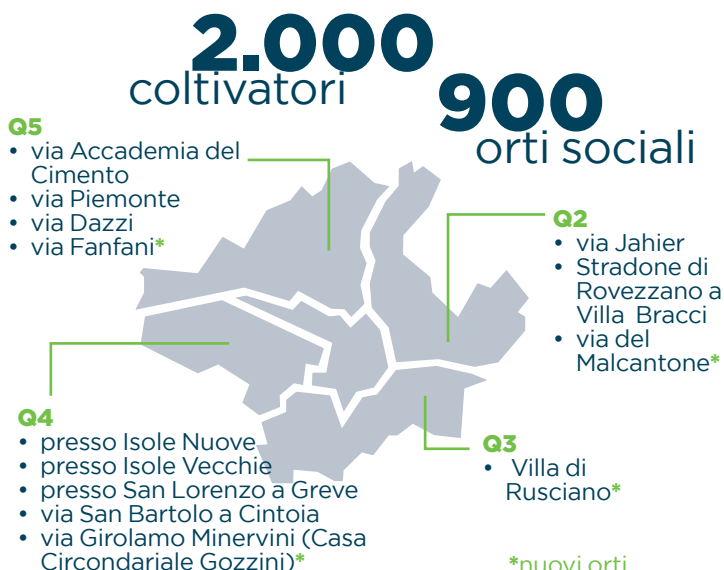 2.000
coltivatori
900
orti sociali
Q5
• via Accademia del
Cimento
• via Piemonte
• via Dazzi
• via Fanfani*
Q2
• via Jahier
• Stradone di
Rovezzano a
Villa Bracci
• via del
Malcantone*
Q4
• presso Isole Nuove
• presso Isole Vecchie
• presso San Lorenzo a Greve
• via San Bartolo a Cintoia
• via Girolamo Minervini (Casa
Circondariale Gozzini)*
Q3
• Villa di
Rusciano*
*nuovi orti